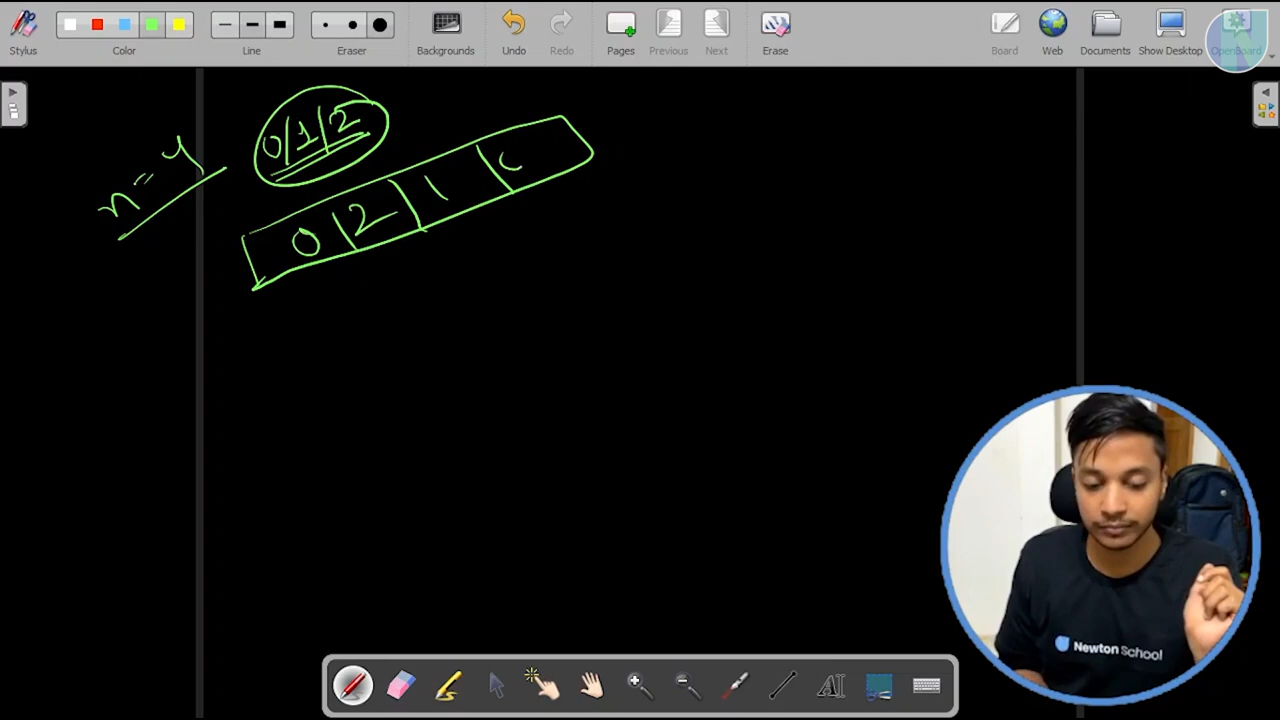 Stylus
Color
Line
Eraser
Backgrounds
Undo
Redo
Pages
Previous
Next
Erase
Board
Web
Documents
Show Desktop
OpenBoard
n = 4
0/1/2
0 2 1
Newton School